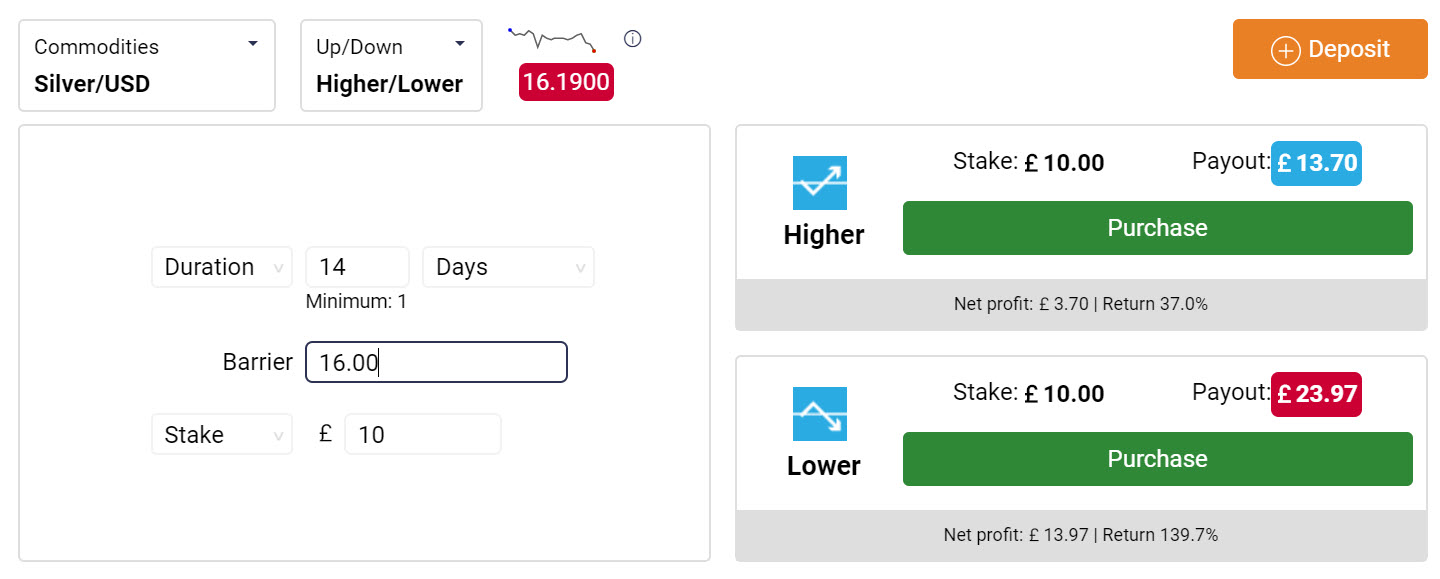 Commodities
Silver/USD
Up/Down
Higher/Lower
16.1900
Deposit
Duration 14 Days
Minimum: 1
Barrier 16.00
Stake £ 10
Higher
Stake: £ 10.00 Payout: £ 13.70
Purchase
Net profit: £ 3.70 | Return 37.0%
Lower
Stake: £ 10.00 Payout: £ 23.97
Purchase
Net profit: £ 13.97 | Return 139.7%